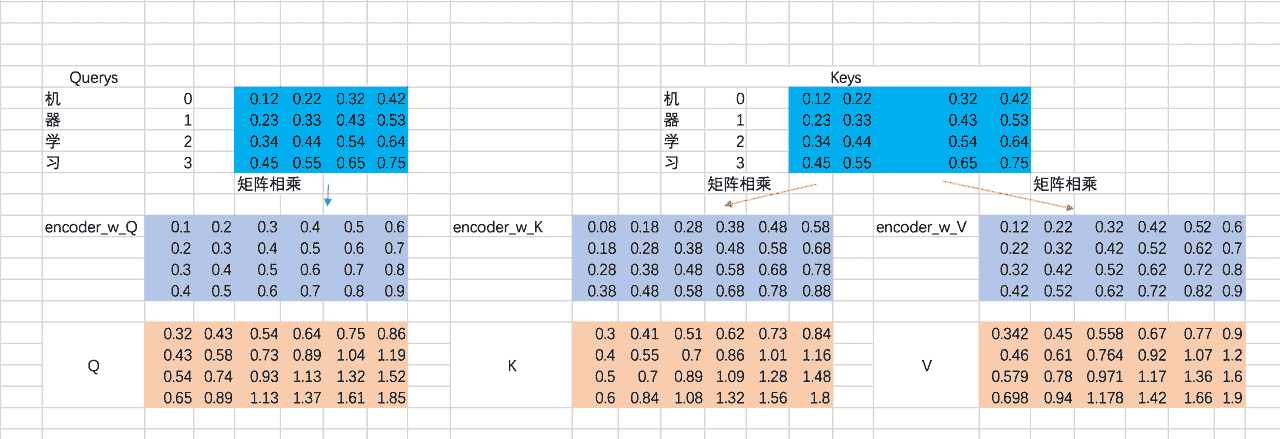 Querys Keys
机 0 0.12 0.22 0.32 0.42 机 0 0.12 0.22 0.32 0.42
器 1 0.23 0.33 0.43 0.53 器 1 0.23 0.33 0.43 0.53
学 2 0.34 0.44 0.54 0.64 学 2 0.34 0.44 0.54 0.64
习 3 0.45 0.55 0.65 0.75 习 3 0.45 0.55 0.65 0.75
矩阵相乘 矩阵相乘 矩阵相乘
encoder_w_Q 0.1 0.2 0.3 0.4 0.5 0.6 encoder_w_K 0.08 0.18 0.28 0.38 0.48 0.58 encoder_w_V 0.12 0.22 0.32 0.42 0.52 0.6
0.2 0.3 0.4 0.5 0.6 0.7 0.18 0.28 0.38 0.48 0.58 0.68 0.22 0.32 0.42 0.52 0.62 0.7
0.3 0.4 0.5 0.6 0.7 0.8 0.28 0.38 0.48 0.58 0.68 0.78 0.32 0.42 0.52 0.62 0.72 0.8
0.4 0.5 0.6 0.7 0.8 0.9 0.38 0.48 0.58 0.68 0.78 0.88 0.42 0.52 0.62 0.72 0.82 0.9
0.32 0.43 0.54 0.64 0.75 0.86 0.3 0.41 0.51 0.62 0.73 0.84 0.342 0.45 0.558 0.67 0.77 0.9
0.43 0.58 0.73 0.89 1.04 1.19 0.4 0.55 0.7 0.86 1.01 1.16 0.46 0.61 0.764 0.92 1.07 1.2
Q K V
0.54 0.74 0.93 1.13 1.32 1.52 0.5 0.7 0.89 1.09 1.28 1.48 0.579 0.78 0.971 1.17 1.36 1.6
0.65 0.89 1.13 1.37 1.61 1.85 0.6 0.84 1.08 1.32 1.56 1.8 0.698 0.94 1.178 1.42 1.66 1.9